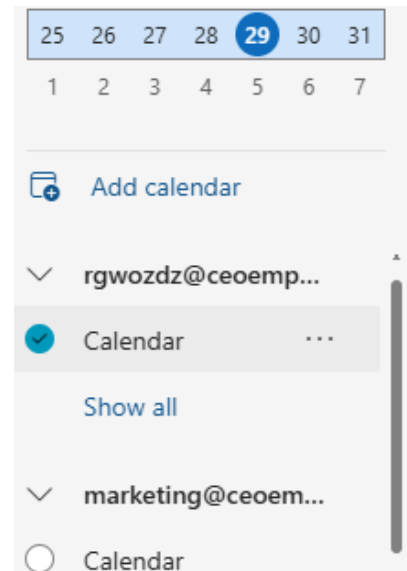 25 26 27 28 29 30 31
1 2 3 4 5 6 7
Add calendar
rgwozdz@ceoemp...
Calendar ...
Show all
marketing@ceoem...
Calendar